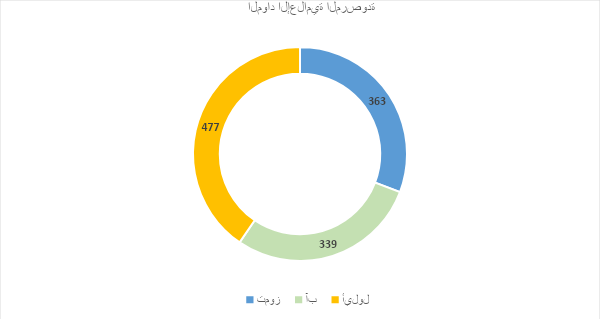 المواد الإعلامية المرصودة
363
477
339
تموز آب أيلول